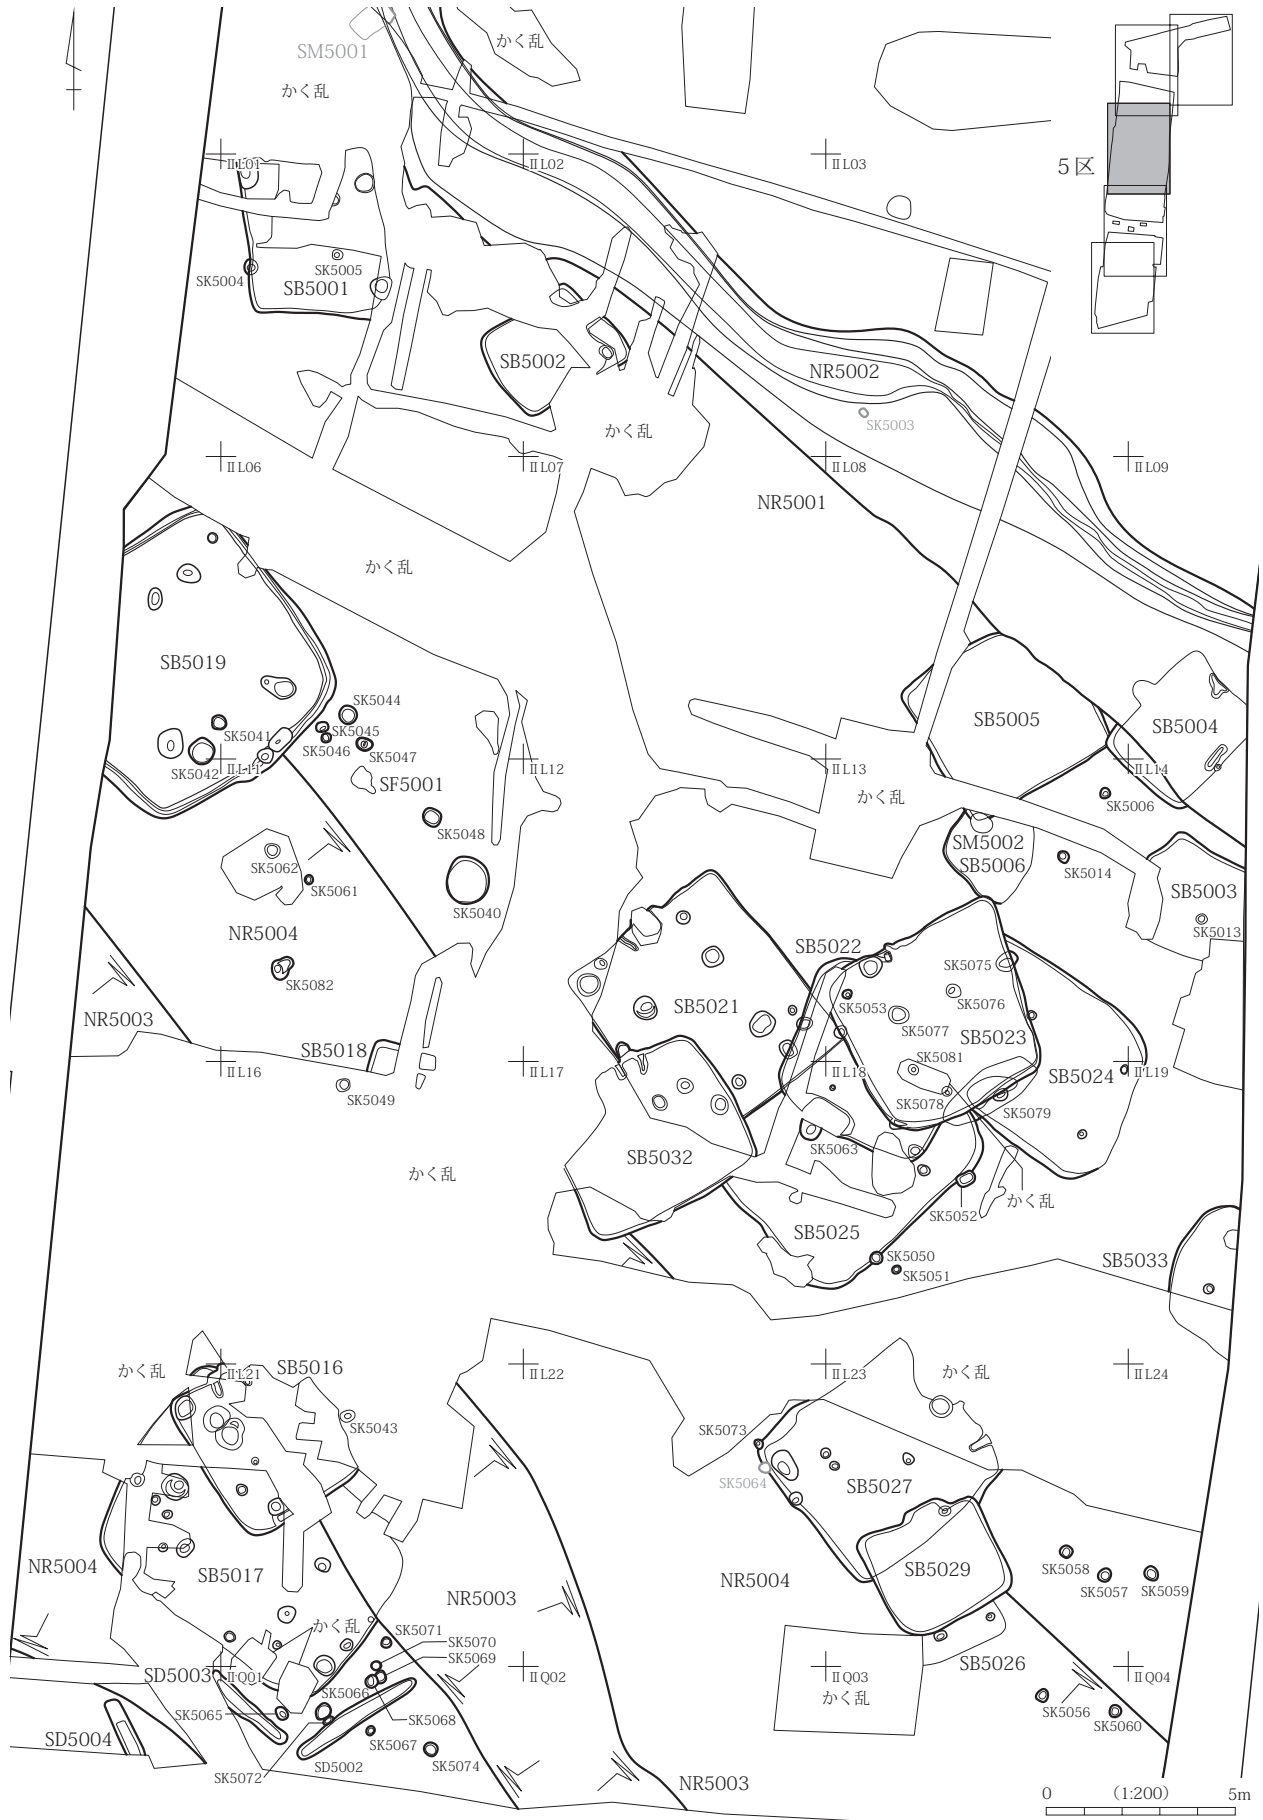 SM5001
かく乱
かく乱
5区
ⅡL01
ⅡL02
ⅡL03
SK5004
SK5005
SB5001
SB5002
NR5002
SK5003
かく乱
ⅡL06
ⅡL07
ⅡL08
ⅡL09
NR5001
かく乱
SB5019
SK5044
SK5041
SK5045
SK5046
SK5047
SK5042
ⅡL11
ⅡL12
ⅡL13
ⅡL14
SB5005
SB5004
SF5001
かく乱
SK5006
SK5048
SM5002
SB5006
SK5014
SK5062
SK5061
SK5040
SB5003
SK5013
NR5004
SB5022
SK5075
SK5082
SK5053
SK5076
SB5021
NR5003
SK5077
SB5023
SB5018
ⅡL16
ⅡL17
ⅡL18
SK5081
SB5024
ⅡL19
SK5049
SK5078
SK5079
SK5063
SB5032
かく乱
かく乱
SK5052
SB5025
SK5050
SK5051
SB5033
かく乱
ⅡL21
SB5016
ⅡL22
ⅡL23
かく乱
ⅡL24
SK5043
SK5073
SK5064
SB5027
NR5004
SB5017
NR5003
NR5004
SB5029
SK5058
SK5057
SK5059
かく乱
SK5071
SK5070
SK5069
SD5003
ⅡQ01
ⅡQ02
ⅡQ03
ⅡQ04
SB5026
SK5066
かく乱
SK5065
SK5068
SK5056
SK5060
SD5004
SK5067
SK5072
SD5002
SK5074
NR5003
0 (1:200) 5m